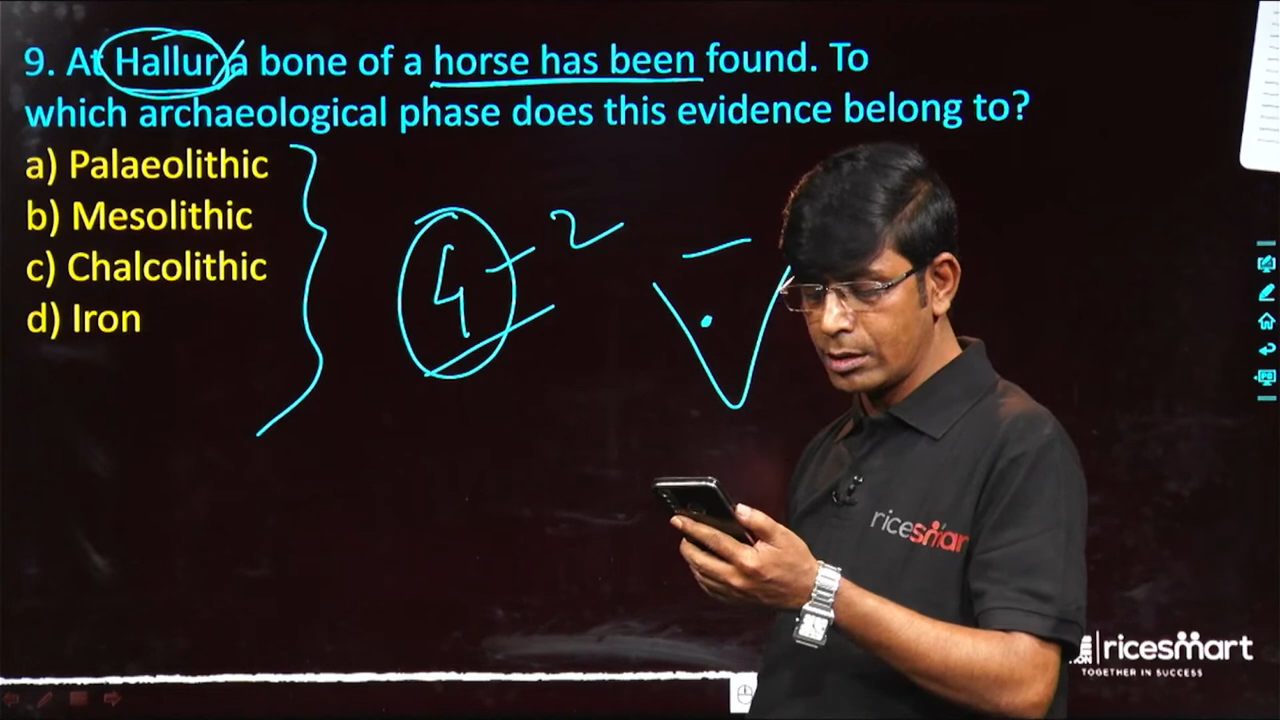 9. At Hallur a bone of a horse has been found. To
which archaeological phase does this evidence belong to?
a) Palaeolithic
b) Mesolithic
c) Chalcolithic
d) Iron
4
2
ricesmar
ricesmart
TOGETHER IN SUCCESS